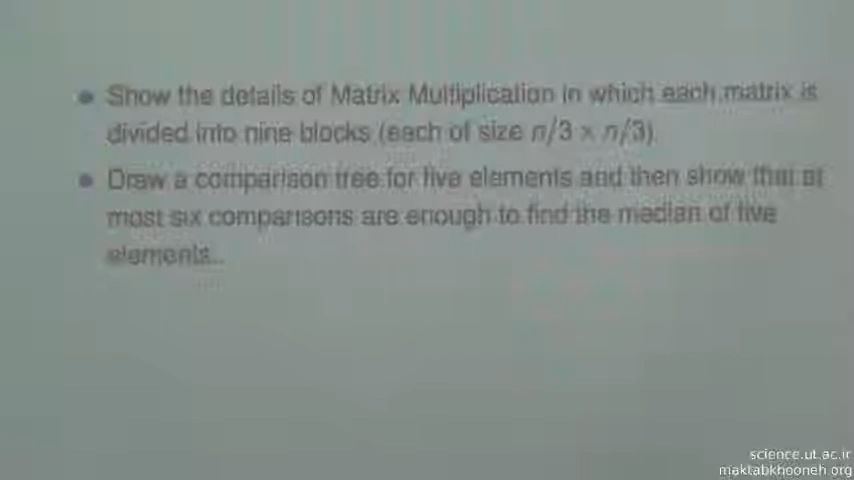 • Show the details of Matrix Multiplication in which each matrix is
divided into nine blocks (each of size n/3 × n/3)
• Draw a comparison tree for five elements and then show that at
most six comparisons are enough to find the median of five
elements..
science.ut.ac.ir
maktabkhooneh.org